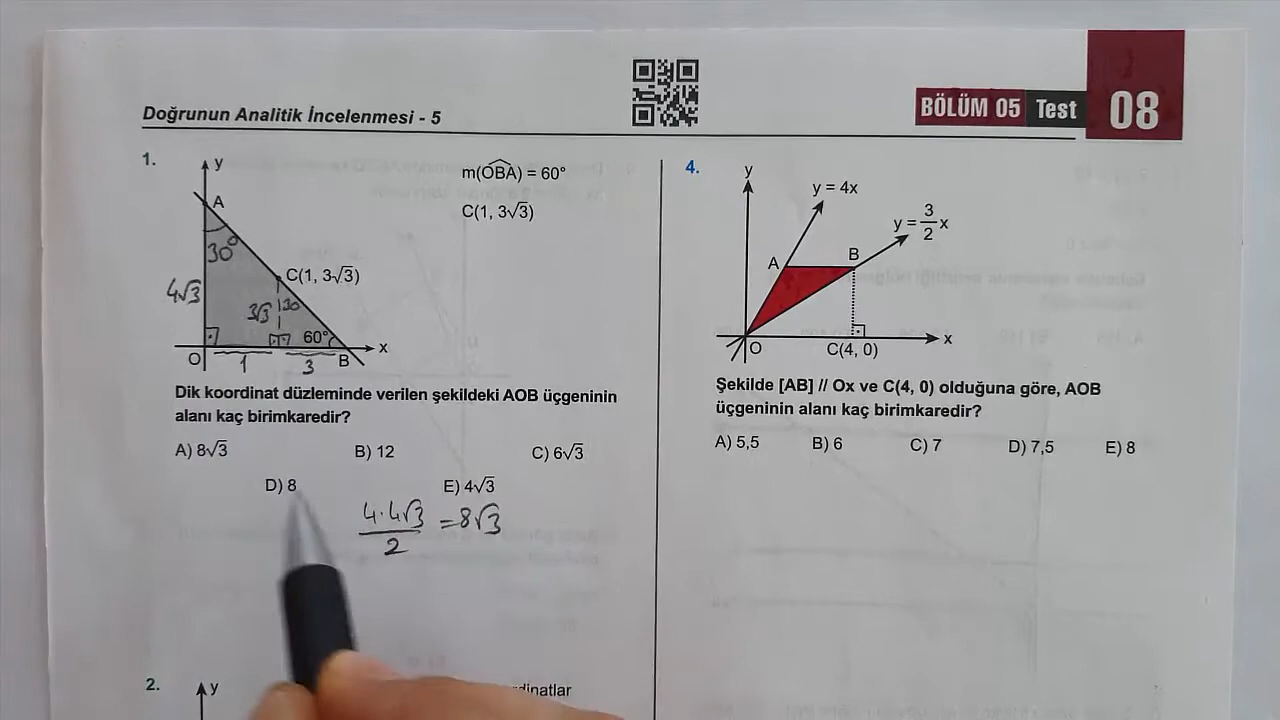 Doğrunun Analitik İncelenmesi - 5
BÖLÜM 05 Test 08
1.
y
A
30°
4√3
C(1, 3√3)
3√3
30
60°
O
1
3
B
x
m(OBA) = 60°
C(1, 3√3)
Dik koordinat düzleminde verilen şekildeki AOB üçgeninin
alanı kaç birimkaredir?
A) 8√3 B) 12 C) 6√3
D) 8 E) 4√3
4.4√3 / 2 = 8√3
2.
y
dinatlar
4.
y
y = 4x
y = 3/2 x
A
B
O
C(4, 0)
x
Şekilde [AB] // Ox ve C(4, 0) olduğuna göre, AOB
üçgeninin alanı kaç birimkaredir?
A) 5,5 B) 6 C) 7 D) 7,5 E) 8